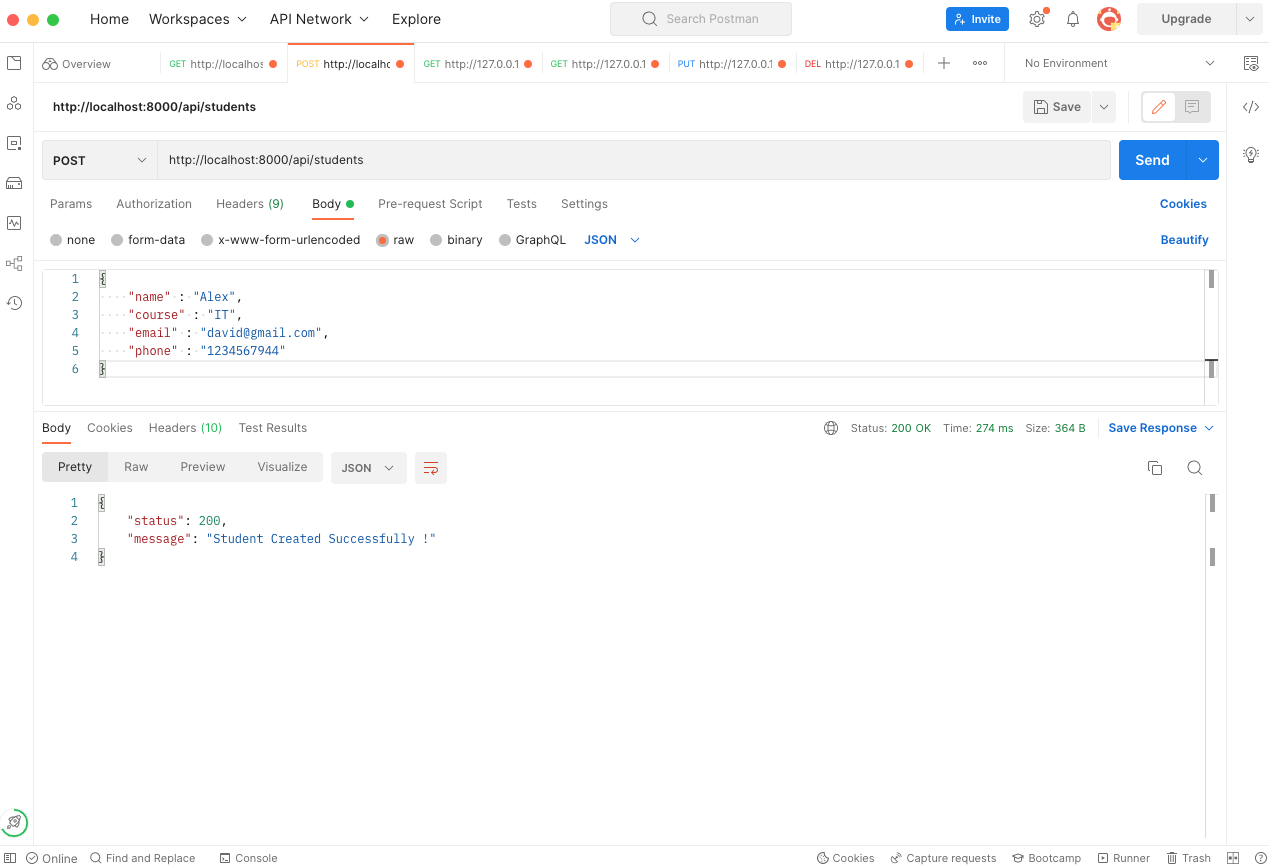 Home Workspaces API Network Explore Search Postman Invite Upgrade
Overview GET http://localhos POST http://localhc GET http://127.0.0.1 GET http://127.0.0.1 PUT http://127.0.0.1 DEL http://127.0.0.1 No Environment
http://localhost:8000/api/students Save
POST http://localhost:8000/api/students Send
Params Authorization Headers (9) Body Pre-request Script Tests Settings Cookies
none form-data x-www-form-urlencoded raw binary GraphQL JSON Beautify
1 {
2 "name" : "Alex",
3 "course" : "IT",
4 "email" : "david@gmail.com",
5 "phone" : "1234567944"
6 }
Body Cookies Headers (10) Test Results Status: 200 OK Time: 274 ms Size: 364 B Save Response
Pretty Raw Preview Visualize JSON
1 {
2 "status": 200,
3 "message": "Student Created Successfully !"
4 }
Online Find and Replace Console Cookies Capture requests Bootcamp Runner Trash